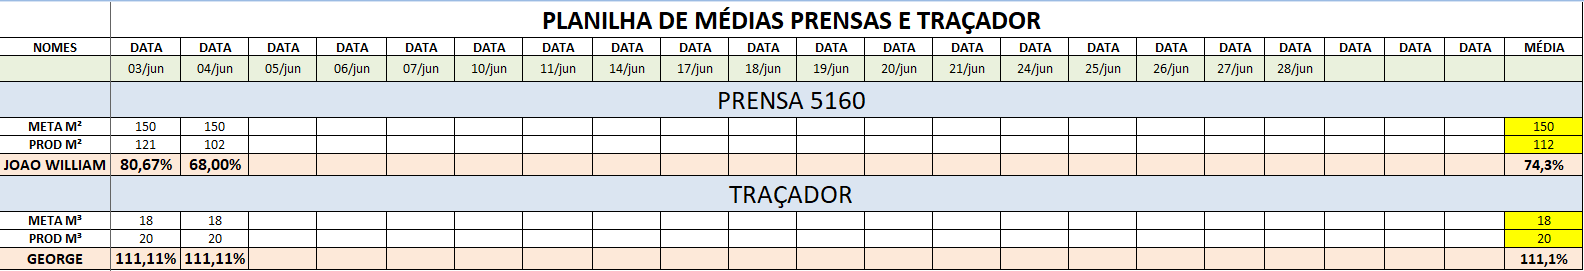 PLANILHA DE MÉDIAS PRENSAS E TRAÇADOR
NOMES DATA DATA DATA DATA DATA DATA DATA DATA DATA DATA DATA DATA DATA DATA DATA DATA DATA DATA DATA DATA DATA MÉDIA
03/jun 04/jun 05/jun 06/jun 07/jun 10/jun 11/jun 14/jun 17/jun 18/jun 19/jun 20/jun 21/jun 24/jun 25/jun 26/jun 27/jun 28/jun
PRENSA 5160
META M² 150 150 150
PROD M² 121 102 112
JOAO WILLIAM 80,67% 68,00% 74,3%
TRAÇADOR
META M³ 18 18 18
PROD M³ 20 20 20
GEORGE 111,11% 111,11% 111,1%